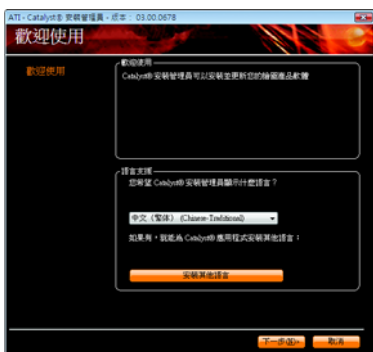 ATI - Catalyst® 安裝管理員 - 版本： 03.00.0678
歡迎使用
歡迎使用
歡迎使用
Catalyst® 安裝管理員可以安裝並更新您的繪圖產品軟體
語言支援
您希望 Catalyst® 安裝管理員顯示什麼語言？
中文（繁体） (Chinese-Traditional)
如果有，就能為 Catalyst® 應用程式安裝其他語言：
安裝其他語言
下一步(N)>
取消